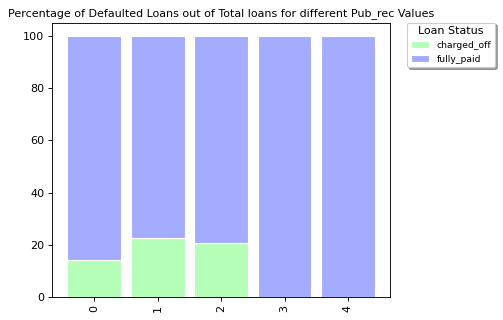 Percentage of Defaulted Loans out of Total loans for different Pub_rec Values
Loan Status
charged_off
fully_paid
100
80
60
40
20
0
0
1
2
3
4